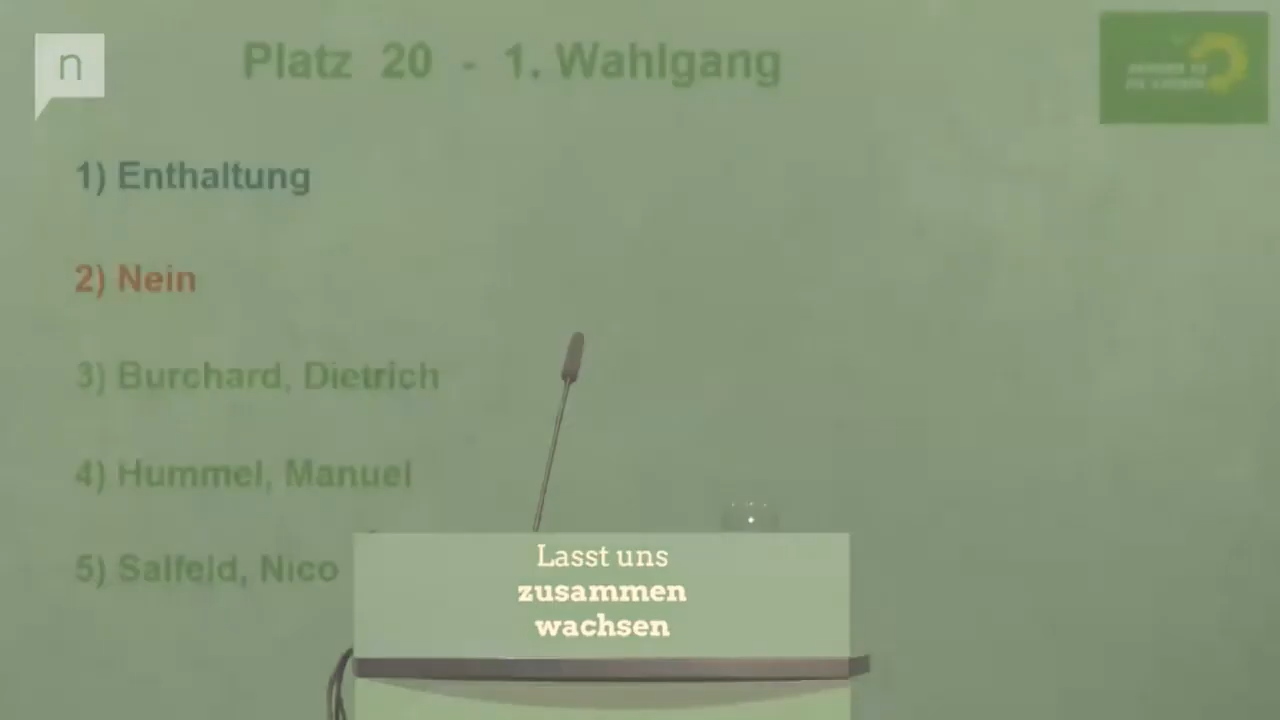 n
Platz 20 - 1. Wahlgang
1) Enthaltung
2) Nein
3) Burchard, Dietrich
4) Hummel, Manuel
5) Salfeld, Nico
Lasst uns
zusammen
wachsen